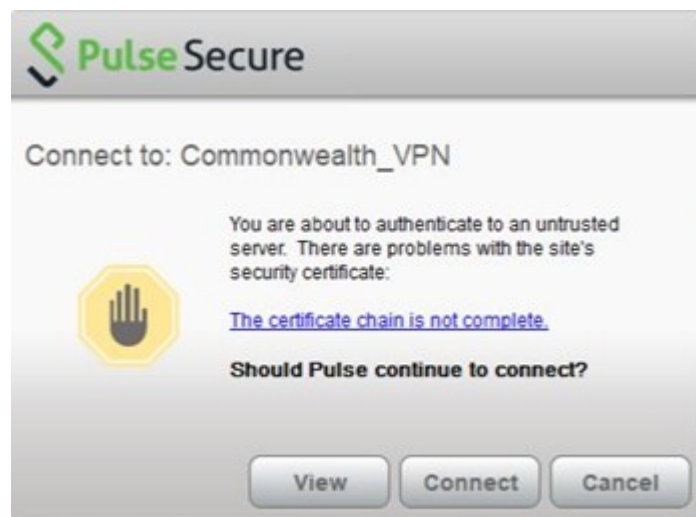 Pulse Secure
Connect to: Commonwealth_VPN
You are about to authenticate to an untrusted
server. There are problems with the site's
security certificate:
The certificate chain is not complete.
Should Pulse continue to connect?
View Connect Cancel